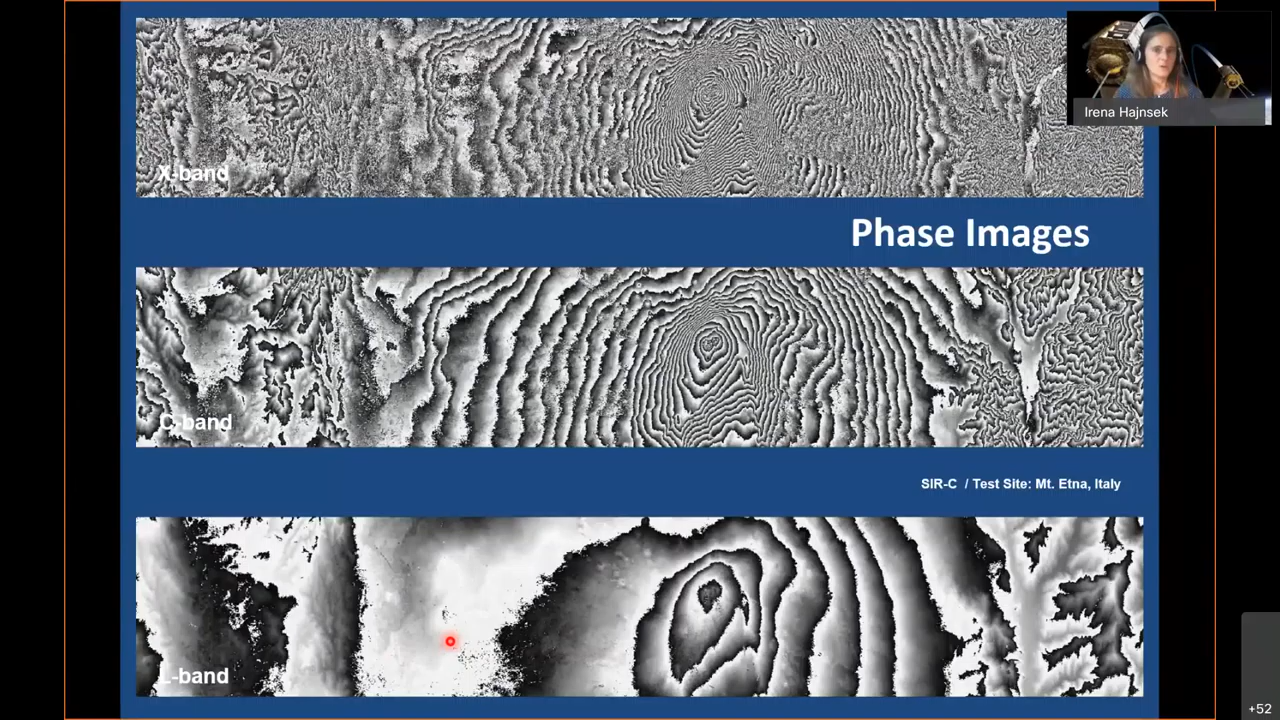 Irena Hajnsek
X-band
Phase Images
C-band
SIR-C / Test Site: Mt. Etna, Italy
L-band
+52